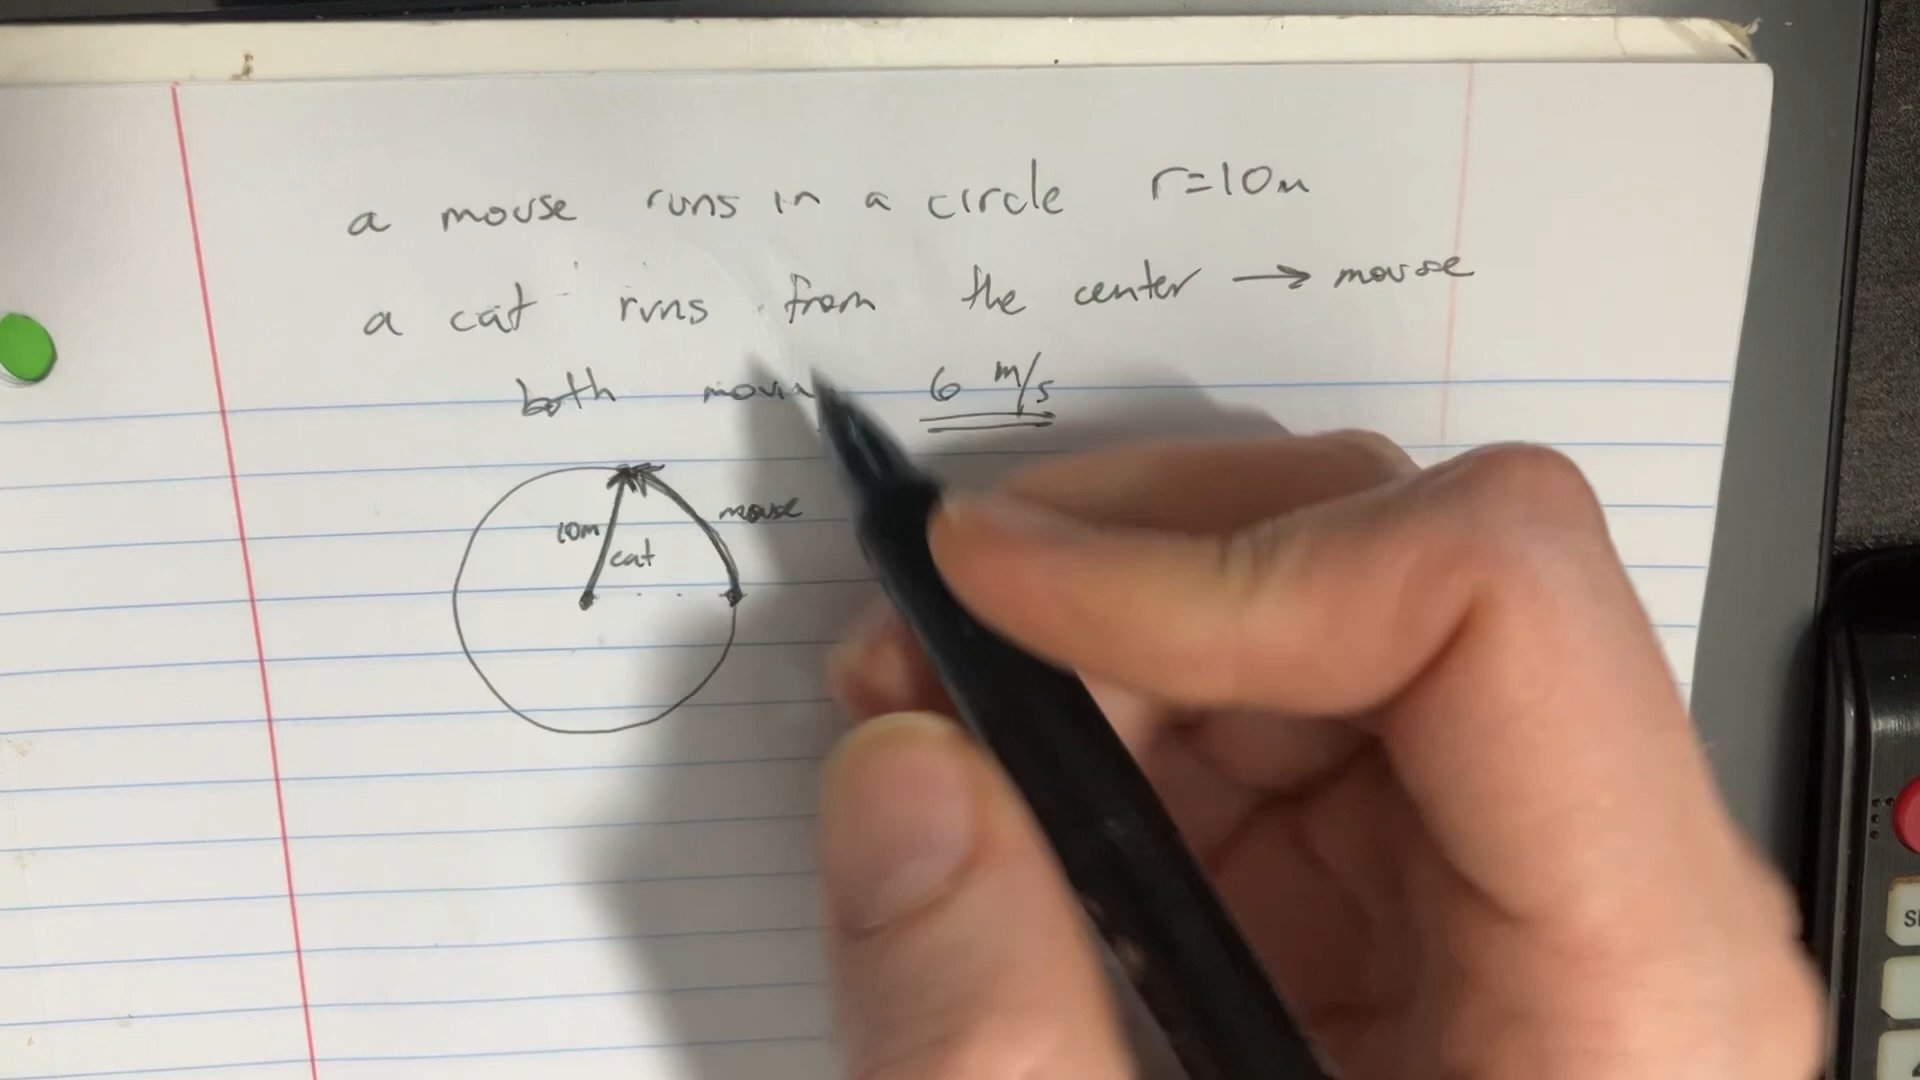 a mouse runs in a circle r=10m
a cat runs from the center → mouse
both 6 m/s
mouse
10m
cat